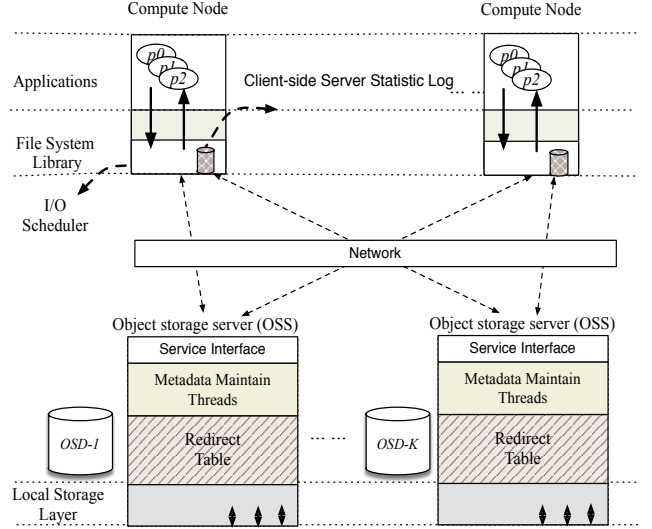 Compute Node
Compute Node
p0
p1
p2
p0
p1
p2
Applications
Client-side Server Statistic Log
... ...
File System
Library
I/O
Scheduler
Network
Object storage server (OSS)
Object storage server (OSS)
Service Interface
Service Interface
Metadata Maintain
Threads
Metadata Maintain
Threads
OSD-1
Redirect
Table
... ...
OSD-K
Redirect
Table
Local Storage
Layer